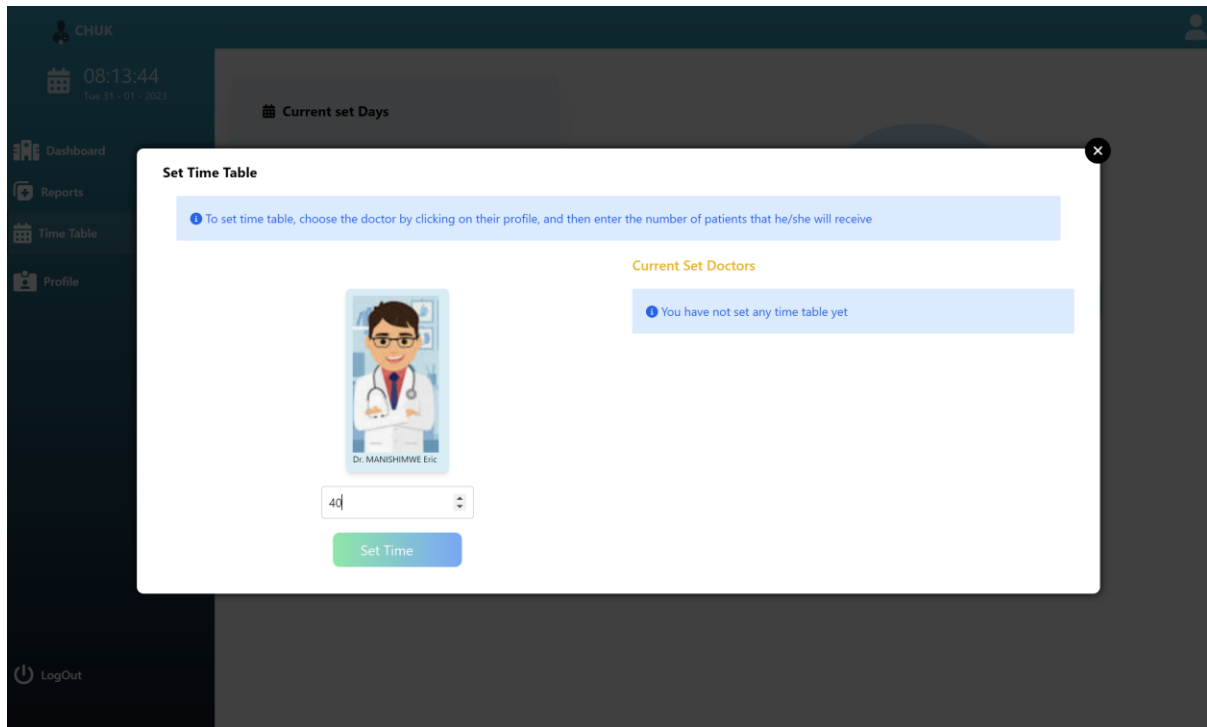 CHUK
08:13:44
Tue 31 - 01 - 2023
Dashboard
Reports
Time Table
Profile
LogOut
Current set Days
Set Time Table
To set time table, choose the doctor by clicking on their profile, and then enter the number of patients that he/she will receive
Dr. MANISHIMWE Eric
40
Set Time
Current Set Doctors
You have not set any time table yet